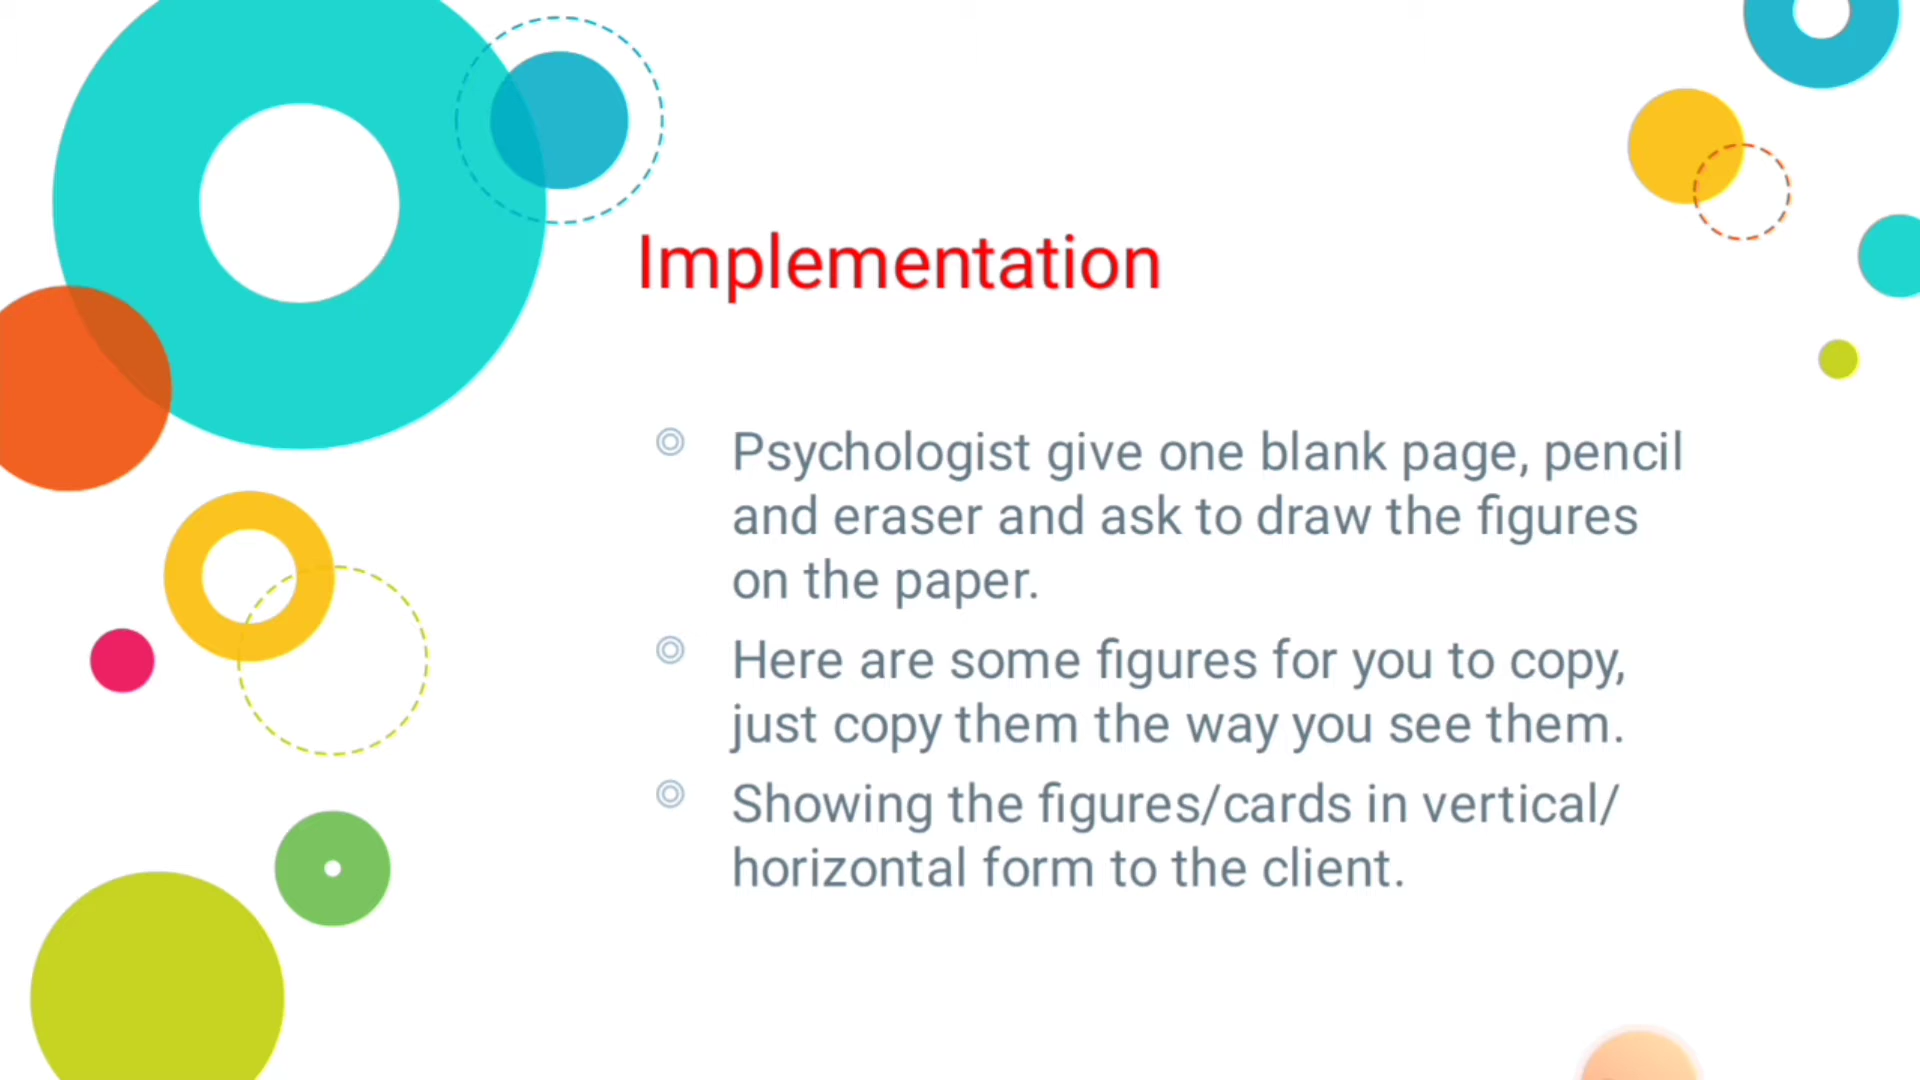 Implementation
Psychologist give one blank page, pencil
and eraser and ask to draw the figures
on the paper.
Here are some figures for you to copy,
just copy them the way you see them.
Showing the figures/cards in vertical/
horizontal form to the client.